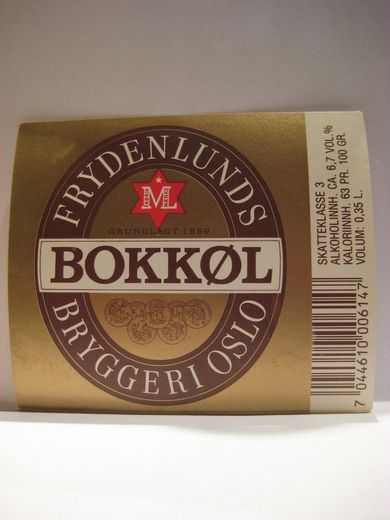 FRYDENLUNDS
M
GRUNDLAGT 1859
BOKKØL
BRYGGERI OSLO
SKATTEKLASSE 3
ALKOHOLINNH. CA. 6,7 VOL.%
KALORIINNH. 63 PR. 100 GR.
VOLUM: 0,35 L.
7 044610 006147